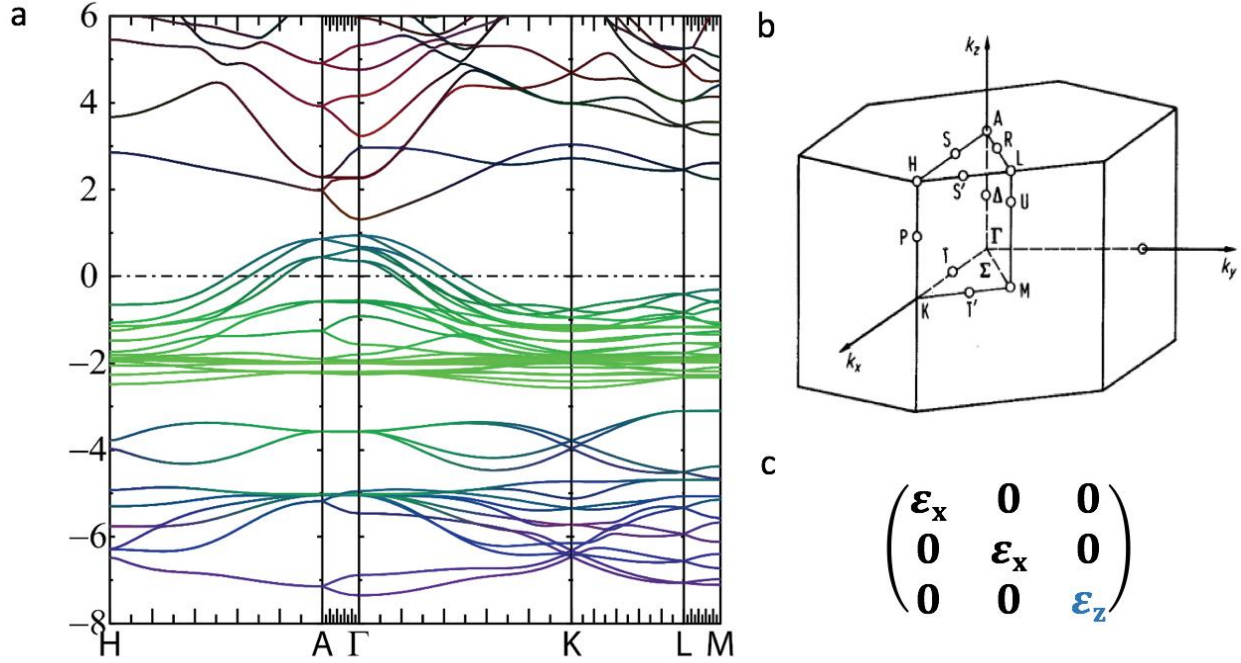 a
6
4
2
0
−2
−4
−6
−8
H A Γ K L M
b
k_z
A
S R
H L
S' Δ U
P Γ
T Σ k_y
K T' M
k_x
c
ε_x 0 0
0 ε_x 0
0 0 ε_z